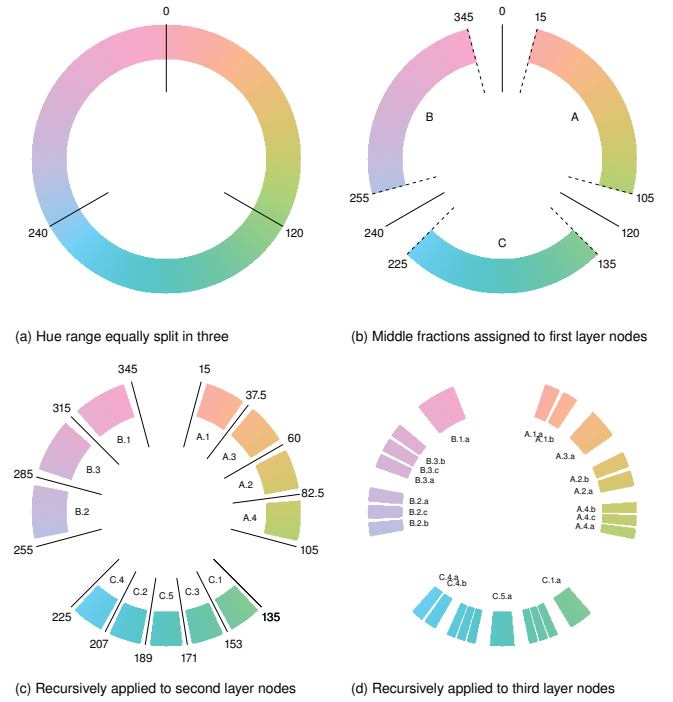 0
240
120
(a) Hue range equally split in three
0
345
15
B
A
255
105
240
120
C
225
135
(b) Middle fractions assigned to first layer nodes
345
15
315
37.5
B.1
A.1
60
B.3
A.3
285
A.2
82.5
B.2
A.4
255
105
C.4
C.2
C.5
C.3
C.1
225
135
207
153
189
171
(c) Recursively applied to second layer nodes
B.1.a
A.1.a
A.1.b
B.3.b
B.3.c
B.3.a
A.3.a
A.2.b
A.2.a
B.2.a
B.2.c
B.2.b
A.4.b
A.4.c
A.4.a
C.4.a
C.4.b
C.5.a
C.1.a
(d) Recursively applied to third layer nodes